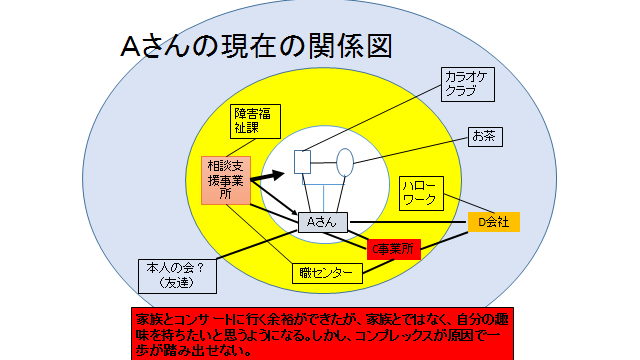 Aさんの現在の関係図
カラオケ
クラブ
障害福
祉課
お茶
相談支
援事業
所
ハロー
ワーク
Aさん
D会社
C事業所
本人の会？
（友達）
職センター
家族とコンサートに行く余裕ができたが、家族とではなく、自分の趣
味を持ちたいと思うようになる。しかし、コンプレックスが原因で一
歩が踏み出せない。